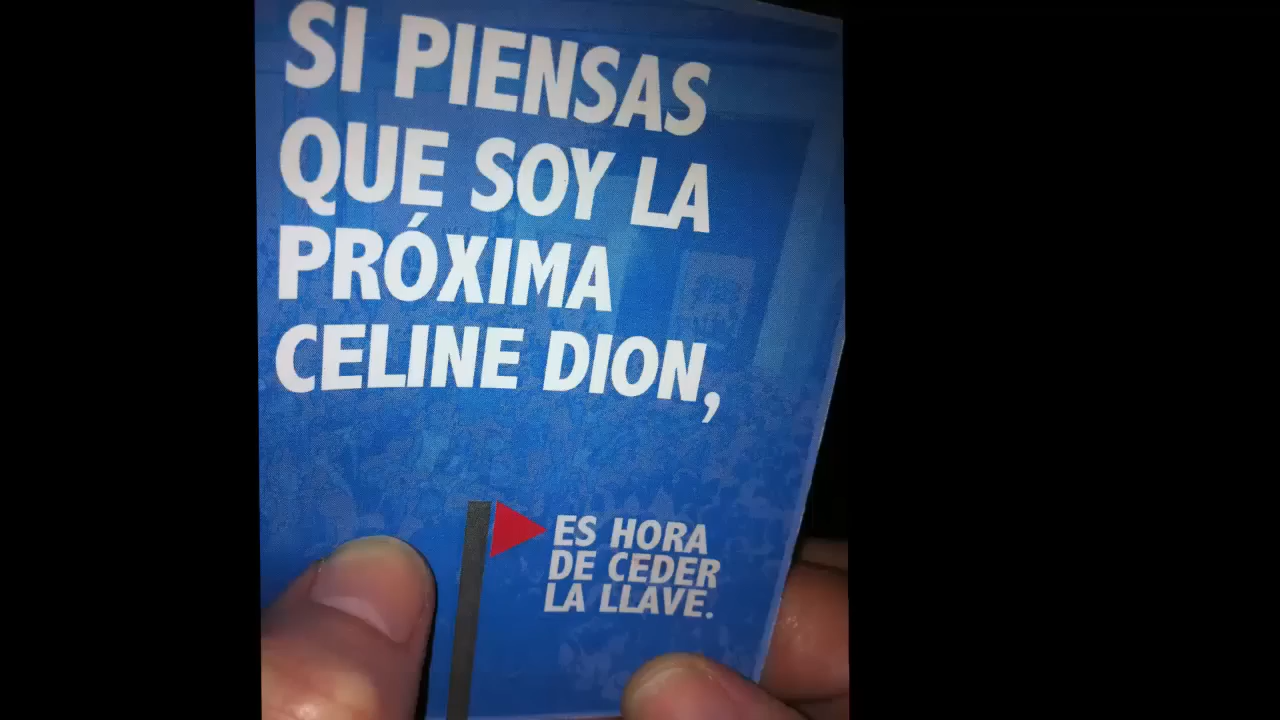 SI PIENSAS
QUE SOY LA
PRÓXIMA
CELINE DION,
ES HORA
DE CEDER
LA LLAVE.